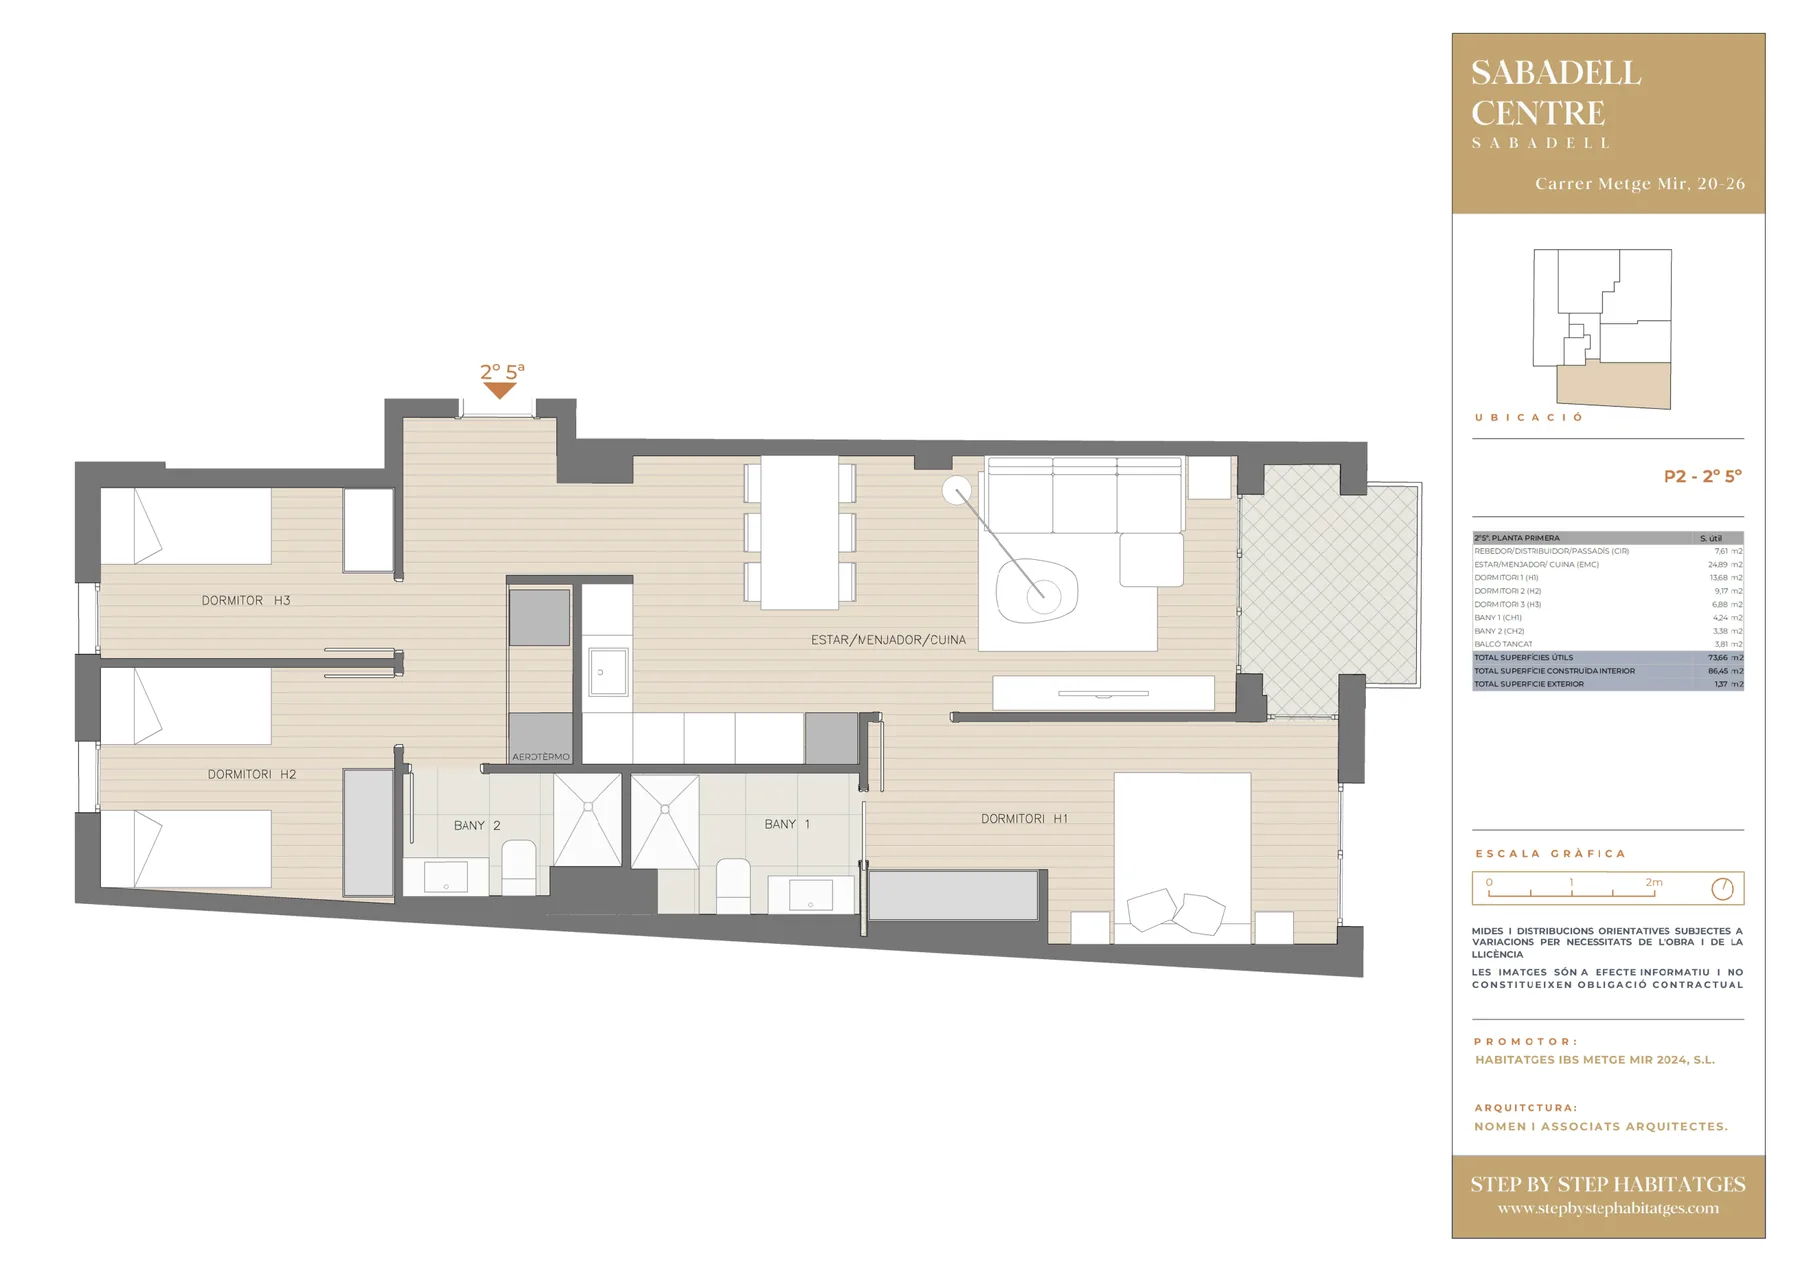 2º 5ª
DORMITOR H3
ESTAR/MENJADOR/CUINA
AEROTÈRMO
DORMITORI H2
BANY 2
BANY 1
DORMITORI H1
SABADELL
CENTRE
SABADELL
Carrer Metge Mir, 20-26
UBICACIÓ
P2 - 2º 5º
2º5ª. PLANTA PRIMERA S. útil
REBEDOR/DISTRIBUIDOR/PASSADÍS (CIR) 7,61 m2
ESTAR/MENJADOR/ CUINA (EMC) 24,89 m2
DORMITORI 1 (H1) 13,68 m2
DORMITORI 2 (H2) 9,17 m2
DORMITORI 3 (H3) 6,88 m2
BANY 1 (CH1) 4,24 m2
BANY 2 (CH2) 3,38 m2
BALCÓ TANCAT 3,81 m2
TOTAL SUPERFÍCIES ÚTILS 73,66 m2
TOTAL SUPERFICIE CONSTRUÏDA INTERIOR 86,45 m2
TOTAL SUPERFICIE EXTERIOR 1,37 m2
ESCALA GRÀFICA
0 1 2m
MIDES I DISTRIBUCIONS ORIENTATIVES SUBJECTES A
VARIACIONS PER NECESSITATS DE L'OBRA I DE LA
LLICÈNCIA
LES IMATGES SÓN A EFECTE INFORMATIU I NO
CONSTITUEIXEN OBLIGACIÓ CONTRACTUAL
PROMOTOR:
HABITATGES IBS METGE MIR 2024, S.L.
ARQUITCTURA:
NOMEN I ASSOCIATS ARQUITECTES.
STEP BY STEP HABITATGES
www.stepbystephabitatges.com